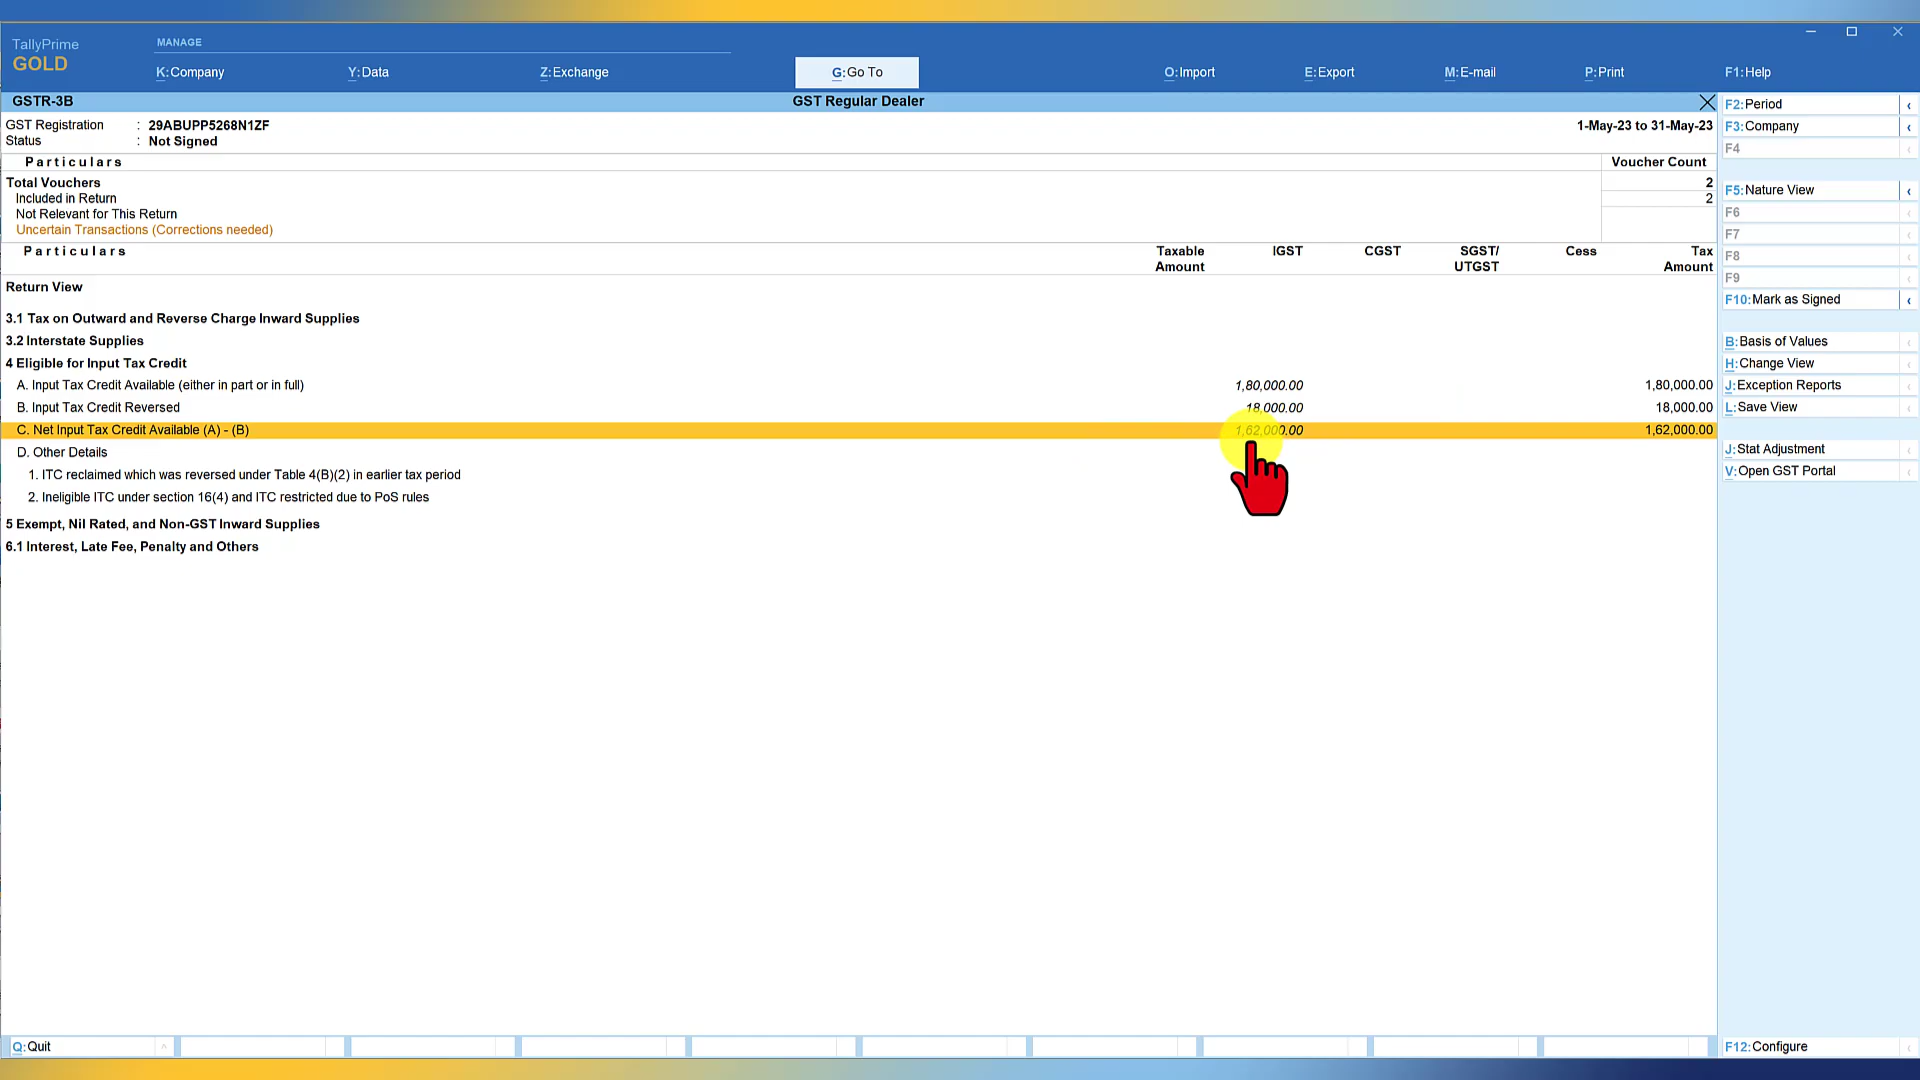 TallyPrime
GOLD
MANAGE
K:Company
Y:Data
Z:Exchange
G:Go To
O:Import
E:Export
M:E-mail
P:Print
F1:Help
GSTR-3B
GST Regular Dealer
GST Registration : 29ABUPP5268N1ZF
1-May-23 to 31-May-23
Status : Not Signed
Particulars Voucher Count
Total Vouchers 2
Included in Return 2
Not Relevant for This Return
Uncertain Transactions (Corrections needed)
Particulars Taxable Amount IGST CGST SGST/ UTGST Cess Tax Amount
Return View
3.1 Tax on Outward and Reverse Charge Inward Supplies
3.2 Interstate Supplies
4 Eligible for Input Tax Credit
A. Input Tax Credit Available (either in part or in full) 1,80,000.00 1,80,000.00
B. Input Tax Credit Reversed 18,000.00 18,000.00
C. Net Input Tax Credit Available (A) - (B) 1,62,000.00 1,62,000.00
D. Other Details
1. ITC reclaimed which was reversed under Table 4(B)(2) in earlier tax period
2. Ineligible ITC under section 16(4) and ITC restricted due to PoS rules
5 Exempt, Nil Rated, and Non-GST Inward Supplies
6.1 Interest, Late Fee, Penalty and Others
F2:Period
F3:Company
F4
F5:Nature View
F6
F7
F8
F9
F10:Mark as Signed
B:Basis of Values
H:Change View
J:Exception Reports
L:Save View
J:Stat Adjustment
V:Open GST Portal
Q:Quit
F12:Configure